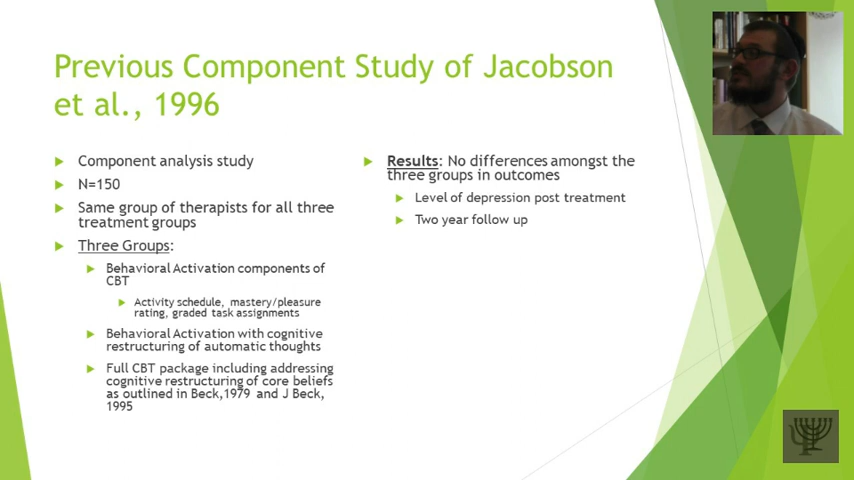 Previous Component Study of Jacobson
et al., 1996
Component analysis study
N=150
Same group of therapists for all three
treatment groups
Three Groups:
Behavioral Activation components of
CBT
Activity schedule, mastery/pleasure
rating, graded task assignments
Behavioral Activation with cognitive
restructuring of automatic thoughts
Full CBT package including addressing
cognitive restructuring of core beliefs
as outlined in Beck,1979 and J Beck,
1995
Results: No differences amongst the
three groups in outcomes
Level of depression post treatment
Two year follow up